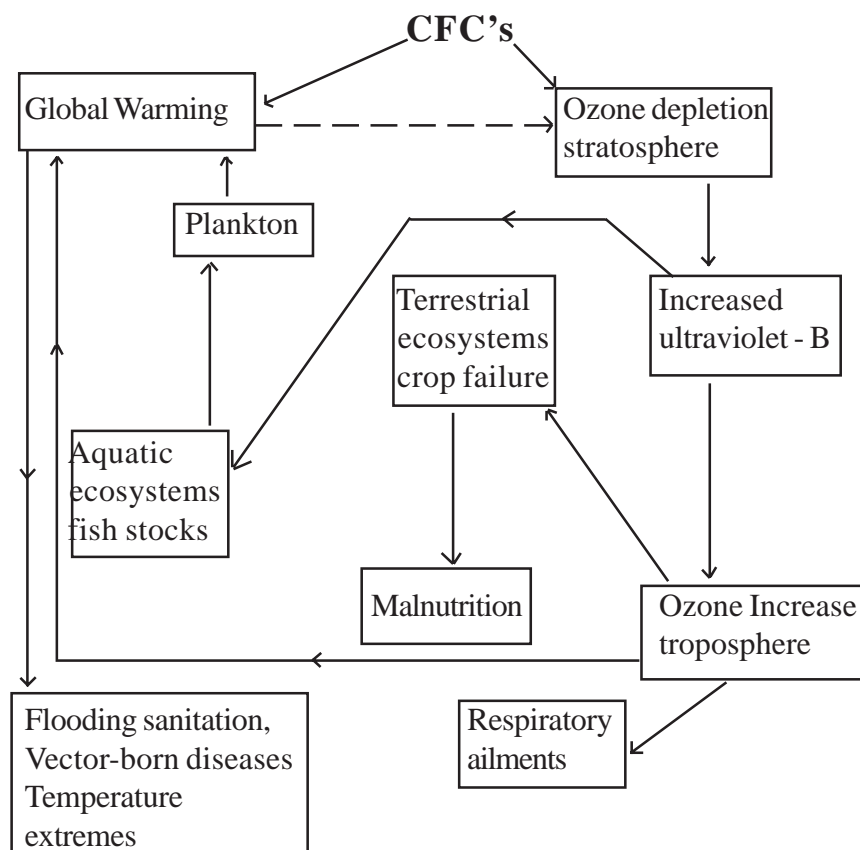 CFC's
Global Warming
Ozone depletion
stratosphere
Plankton
Terrestrial
ecosystems
crop failure
Increased
ultraviolet - B
Aquatic
ecosystems
fish stocks
Malnutrition
Ozone Increase
troposphere
Flooding sanitation,
Vector-born diseases
Temperature
extremes
Respiratory
ailments